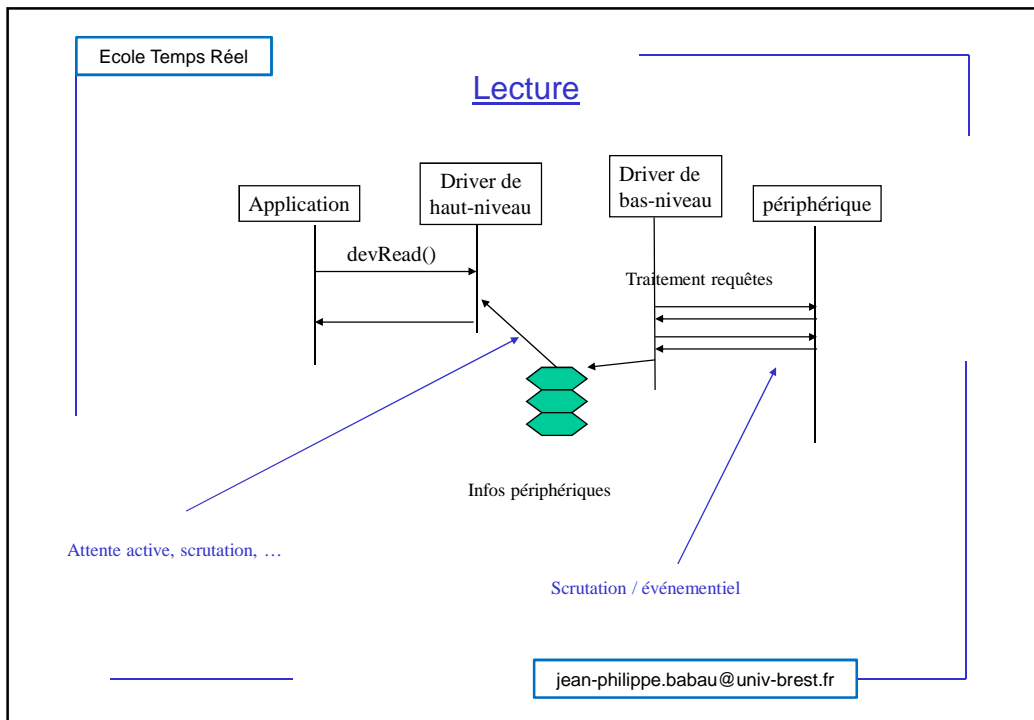 Ecole Temps Réel
Lecture
Application
Driver de
haut-niveau
Driver de
bas-niveau
périphérique
devRead()
Traitement requêtes
Infos périphériques
Attente active, scrutation, …
Scrutation / événementiel
jean-philippe.babau@univ-brest.fr